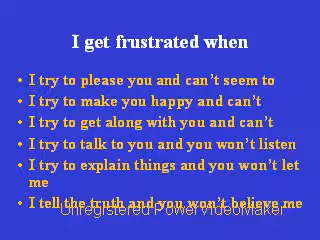 I get frustrated when
• I try to please you and can't seem to
• I try to make you happy and can't
• I try to get along with you and can't
• I try to talk to you and you won't listen
• I try to explain things and you won't let
me
• I tell the truth and you won't believe me
Unregistered PowerVideoMaker